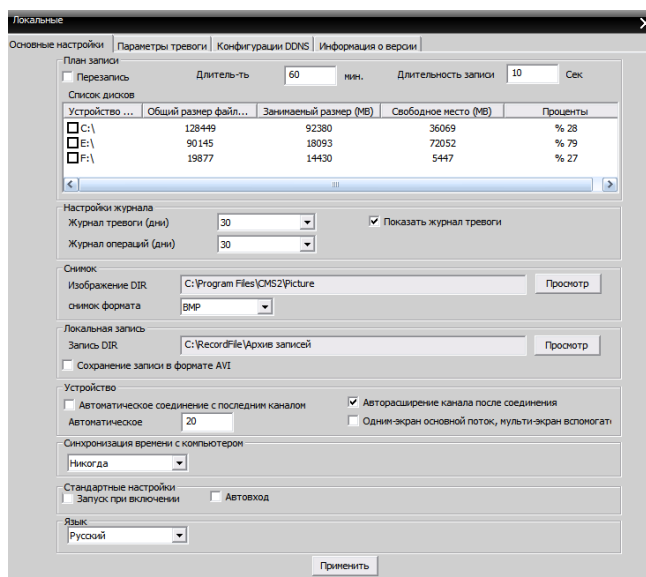 Локальные
Основные настройки Параметры тревоги Конфигурации DDNS Информация о версии
План записи
Перезапись Длитель-ть 60 мин. Длительность записи 10 Сек
Список дисков
Устройство ... Общий размер файл... Занимаемый размер (MB) Свободное место (MB) Проценты
C:\ 128449 92380 36069 % 28
E:\ 90145 18093 72052 % 79
F:\ 19877 14430 5447 % 27
Настройки журнала
Журнал тревоги (дни) 30 Показать журнал тревоги
Журнал операций (дни) 30
Снимок
Изображение DIR C:\Program Files\CMS2\Picture Просмотр
снимок формата BMP
Локальная запись
Запись DIR C:\RecordFile\Архив записей Просмотр
Сохранение записи в формате AVI
Устройство
Автоматическое соединение с последним каналом Авторасширение канала после соединения
Автоматическое 20 Одним-экран основной поток, мульти-экран вспомогат
Синхронизация времени с компьютером
Никогда
Стандартные настройки
Запуск при включении Автовход
Язык
Русский
Применить